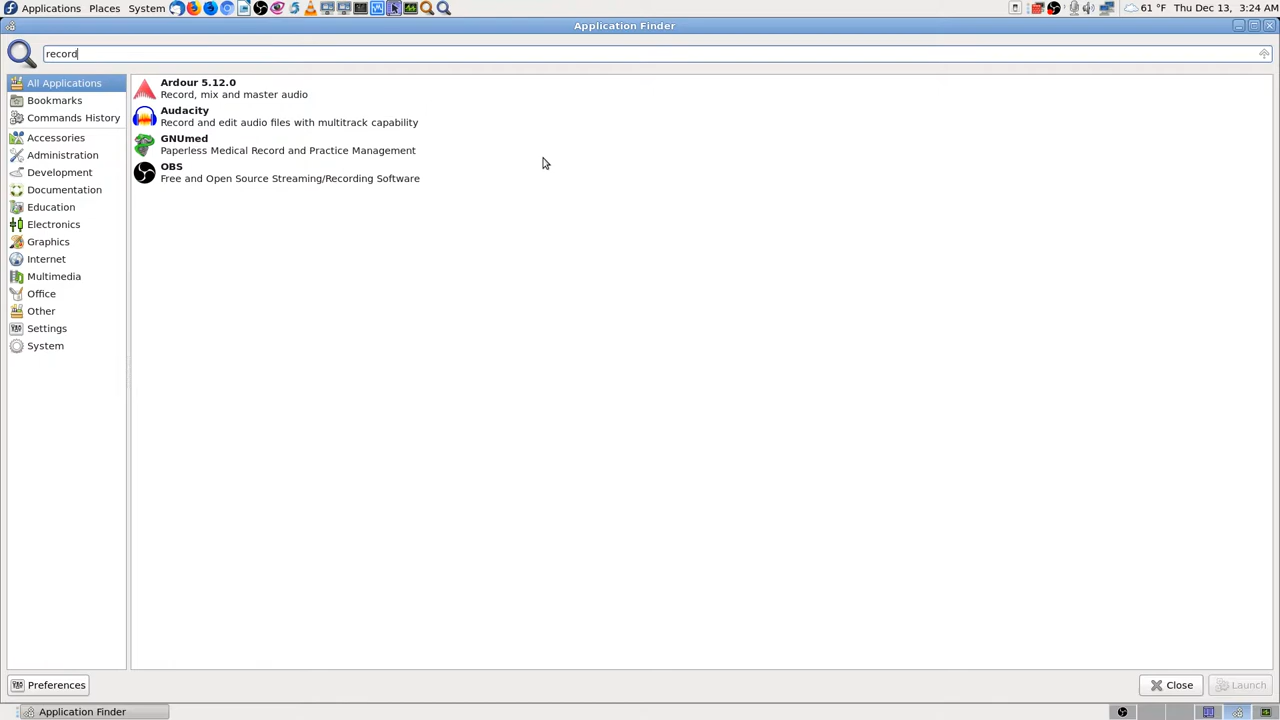 Applications Places System 61 °F Thu Dec 13, 3:24 AM
Application Finder
record
All Applications
Bookmarks
Commands History
Accessories
Administration
Development
Documentation
Education
Electronics
Graphics
Internet
Multimedia
Office
Other
Settings
System
Ardour 5.12.0
Record, mix and master audio
Audacity
Record and edit audio files with multitrack capability
GNUmed
Paperless Medical Record and Practice Management
OBS
Free and Open Source Streaming/Recording Software
Preferences Close Launch
Application Finder